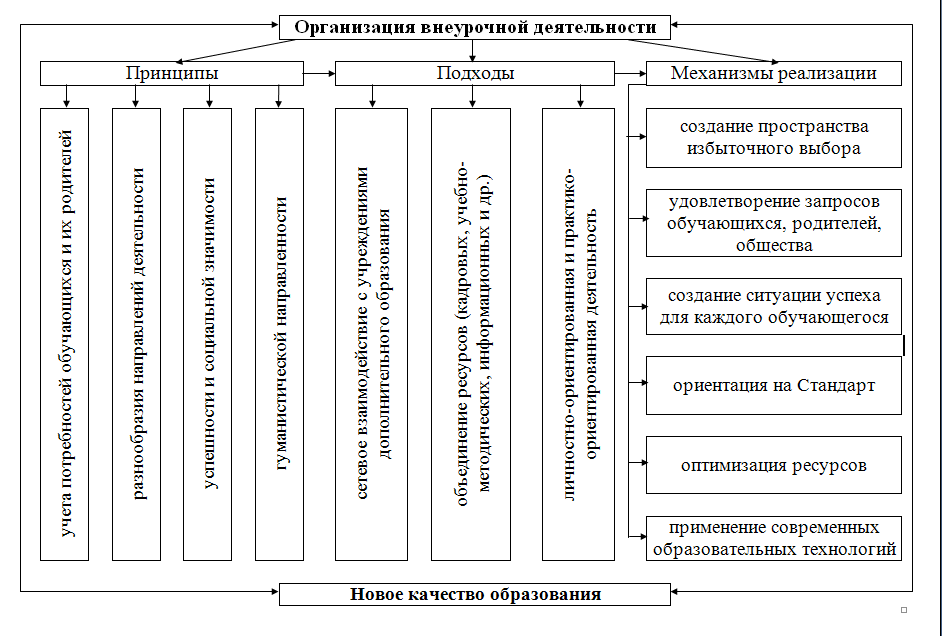 Организация внеурочной деятельности
Принципы
Подходы
Механизмы реализации
учета потребностей обучающихся и их родителей
разнообразия направлений деятельности
успешности и социальной значимости
гуманистической направленности
сетевое взаимодействие с учреждениями
дополнительного образования
объединение ресурсов (кадровых, учебно-
методических, информационных и др.)
личностно-ориентированная и практико-
ориентированная деятельность
создание пространства
избыточного выбора
удовлетворение запросов
обучающихся, родителей,
общества
создание ситуации успеха
для каждого обучающегося
ориентация на Стандарт
оптимизация ресурсов
применение современных
образовательных технологий
Новое качество образования